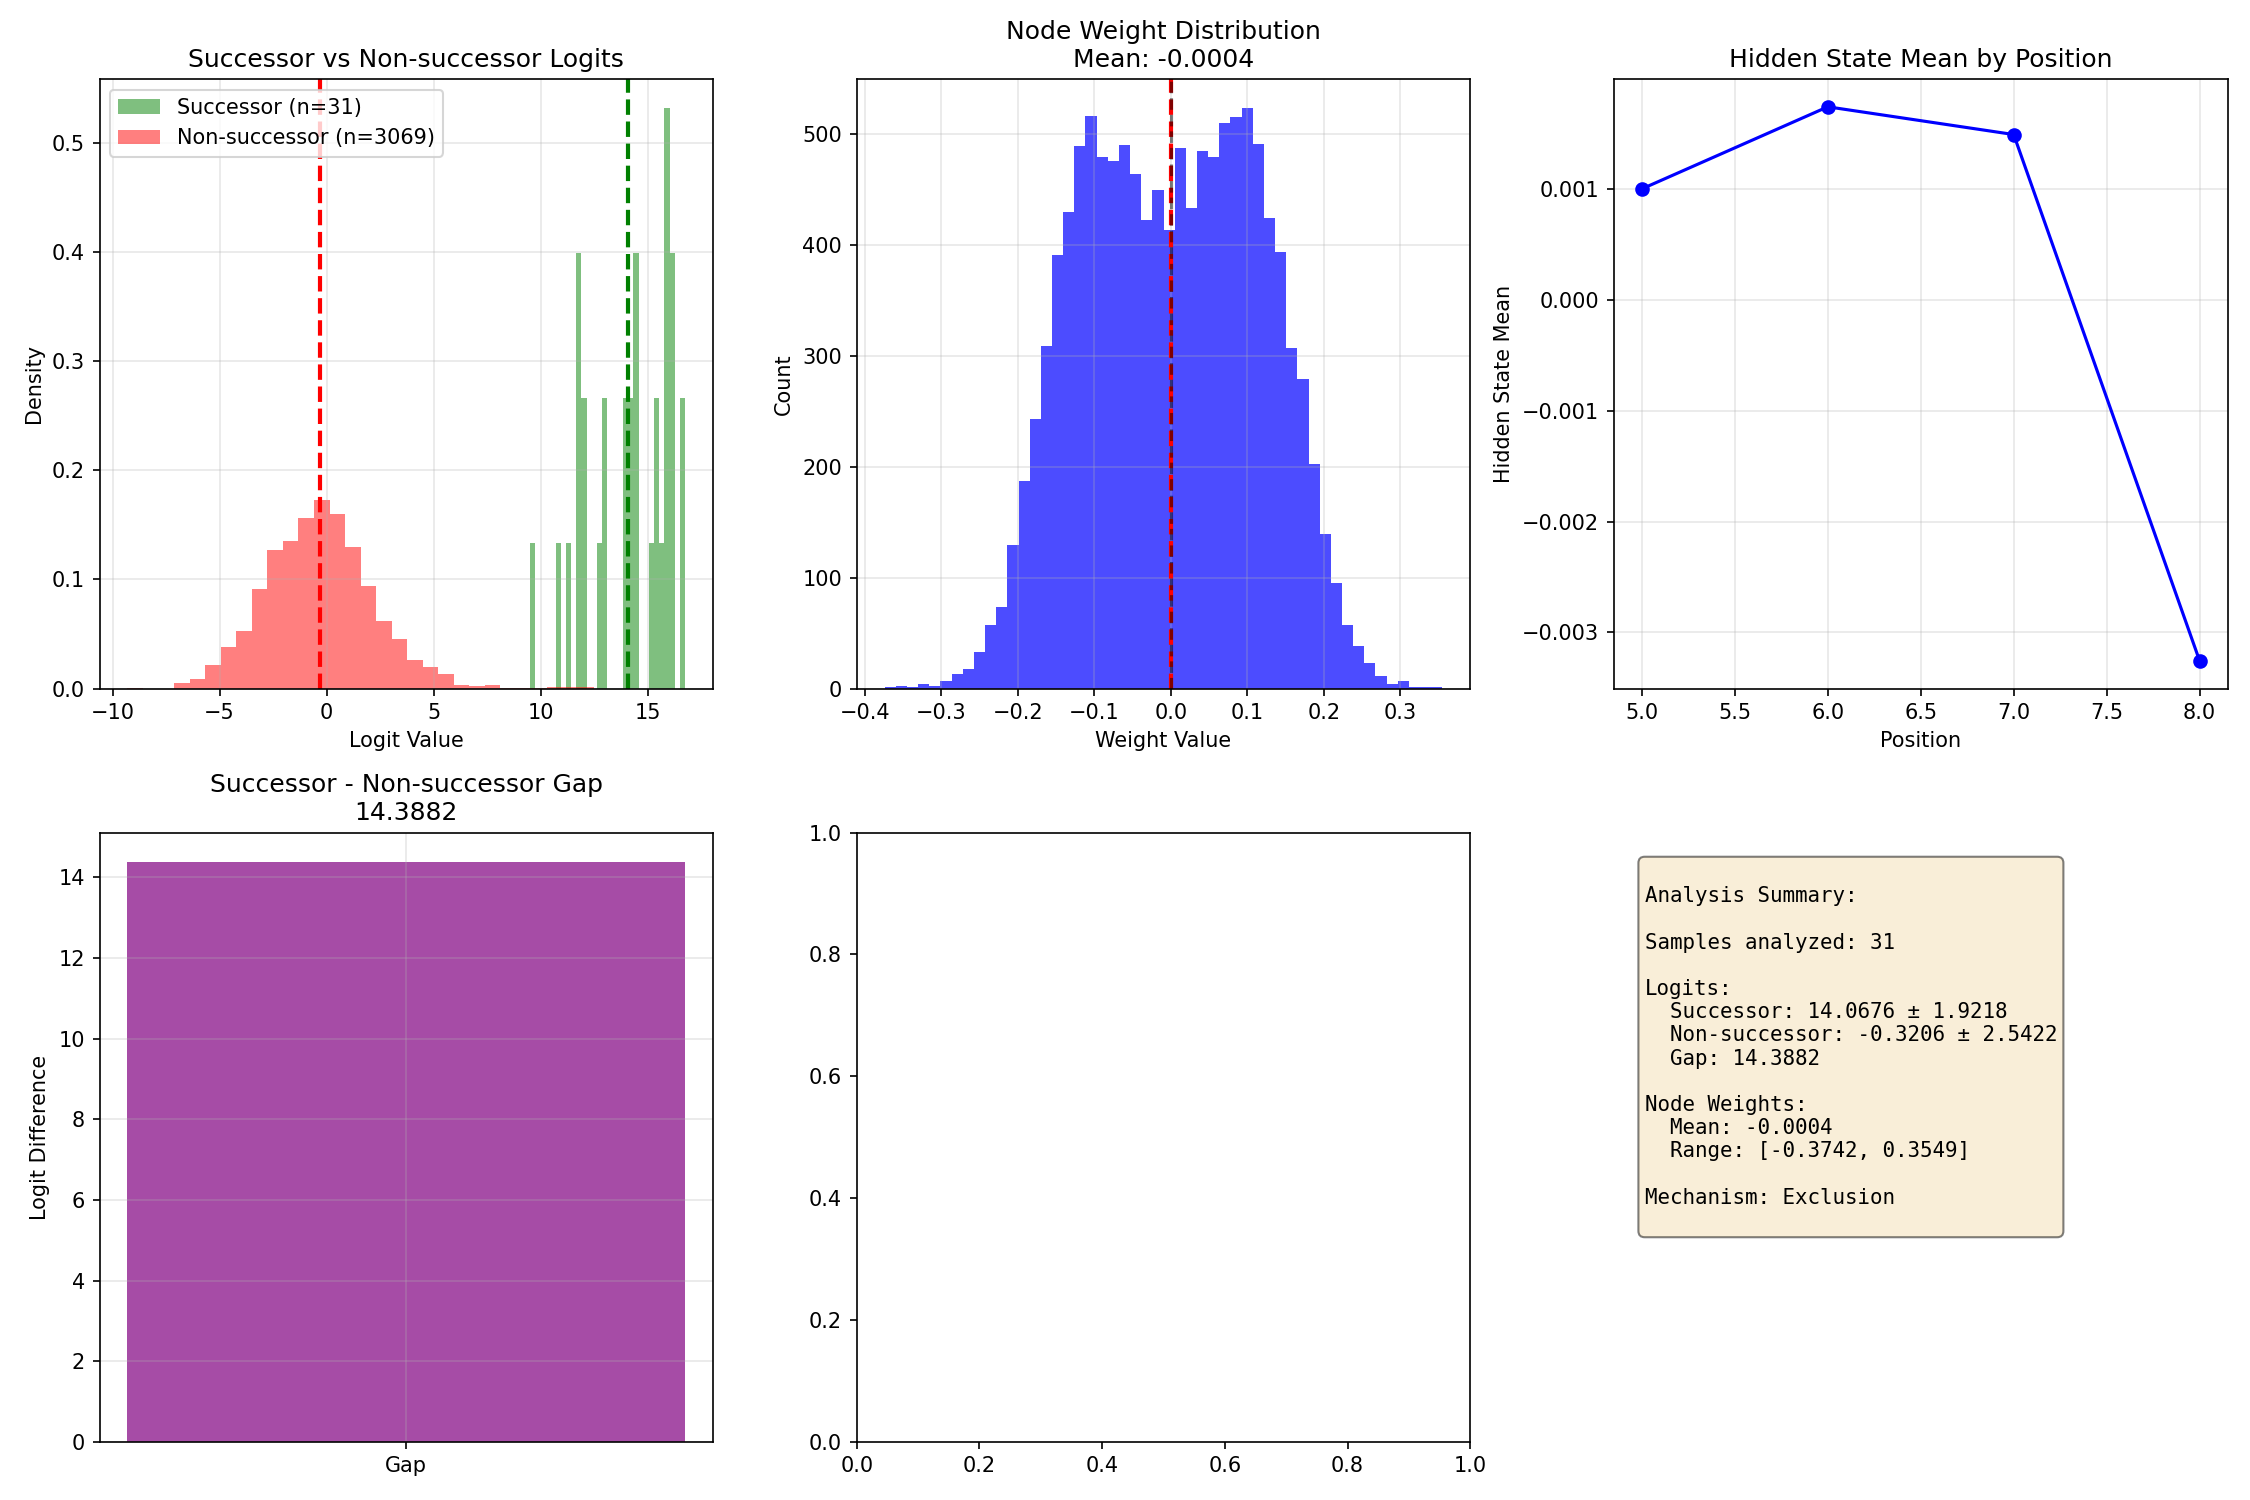 Successor vs Non-successor Logits
Successor (n=31)
Non-successor (n=3069)
Density
0.5
0.4
0.3
0.2
0.1
0.0
−10
−5
0
5
10
15
Logit Value
Node Weight Distribution
Mean: -0.0004
Count
500
400
300
200
100
0
−0.4
−0.3
−0.2
−0.1
0.0
0.1
0.2
0.3
Weight Value
Hidden State Mean by Position
Hidden State Mean
0.001
0.000
−0.001
−0.002
−0.003
5.0
5.5
6.0
6.5
7.0
7.5
8.0
Position
Successor - Non-successor Gap
14.3882
Logit Difference
14
12
10
8
6
4
2
0
Gap
1.0
0.8
0.6
0.4
0.2
0.0
0.0
0.2
0.4
0.6
0.8
1.0
Analysis Summary:
Samples analyzed: 31
Logits:
Successor: 14.0676 ± 1.9218
Non-successor: -0.3206 ± 2.5422
Gap: 14.3882
Node Weights:
Mean: -0.0004
Range: [-0.3742, 0.3549]
Mechanism: Exclusion